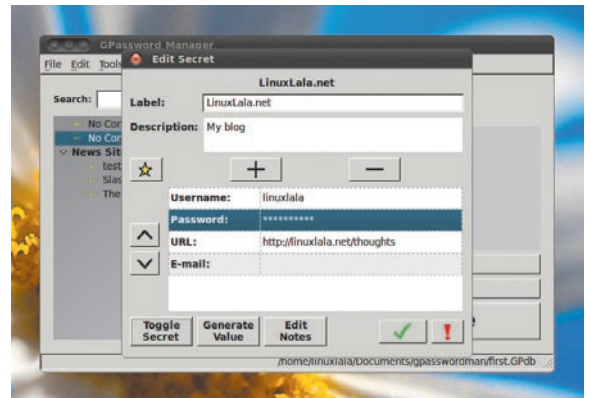 GPassword Manager
File Edit Tools
Edit Secret
LinuxLala.net
Search:
Label: LinuxLala.net
Description: My blog
No Cor
No Cor
News Sit
test
Slas
The
Username: linuxlala
Password: **********
URL: http://linuxlala.net/thoughts
E-mail:
Toggle Secret
Generate Value
Edit Notes
/home/linuxlala/Documents/gpasswordman/first.GPdb